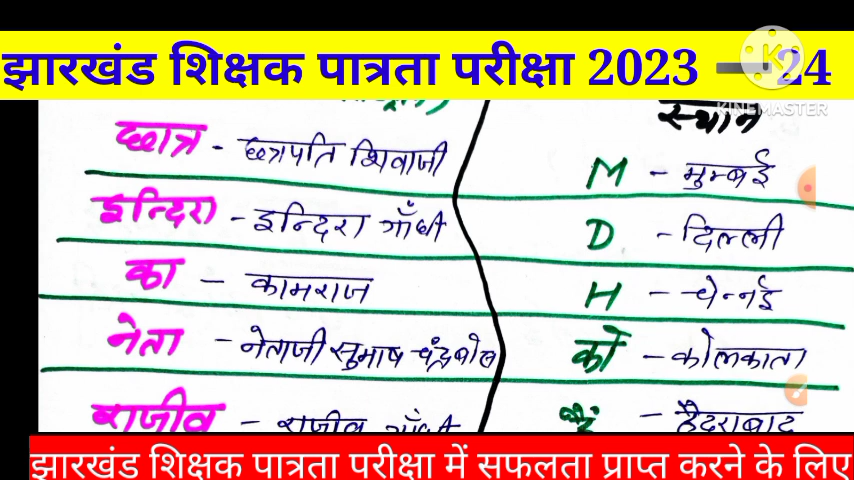 झारखंड शिक्षक पात्रता परीक्षा 2023 — 24
KINEMASTER
स्थान
छात्र - छत्रपति शिवाजी
M - मुम्बई
इन्दिरा - इन्दिरा गाँधी
D - दिल्ली
का - कामराज
H - चेन्नई
नेता - नेताजी सुभाष चंद्र बोस
को - कोलकाता
राजीव - राजीव गाँधी
- हैदराबाद
झारखंड शिक्षक पात्रता परीक्षा में सफलता प्राप्त करने के लिए